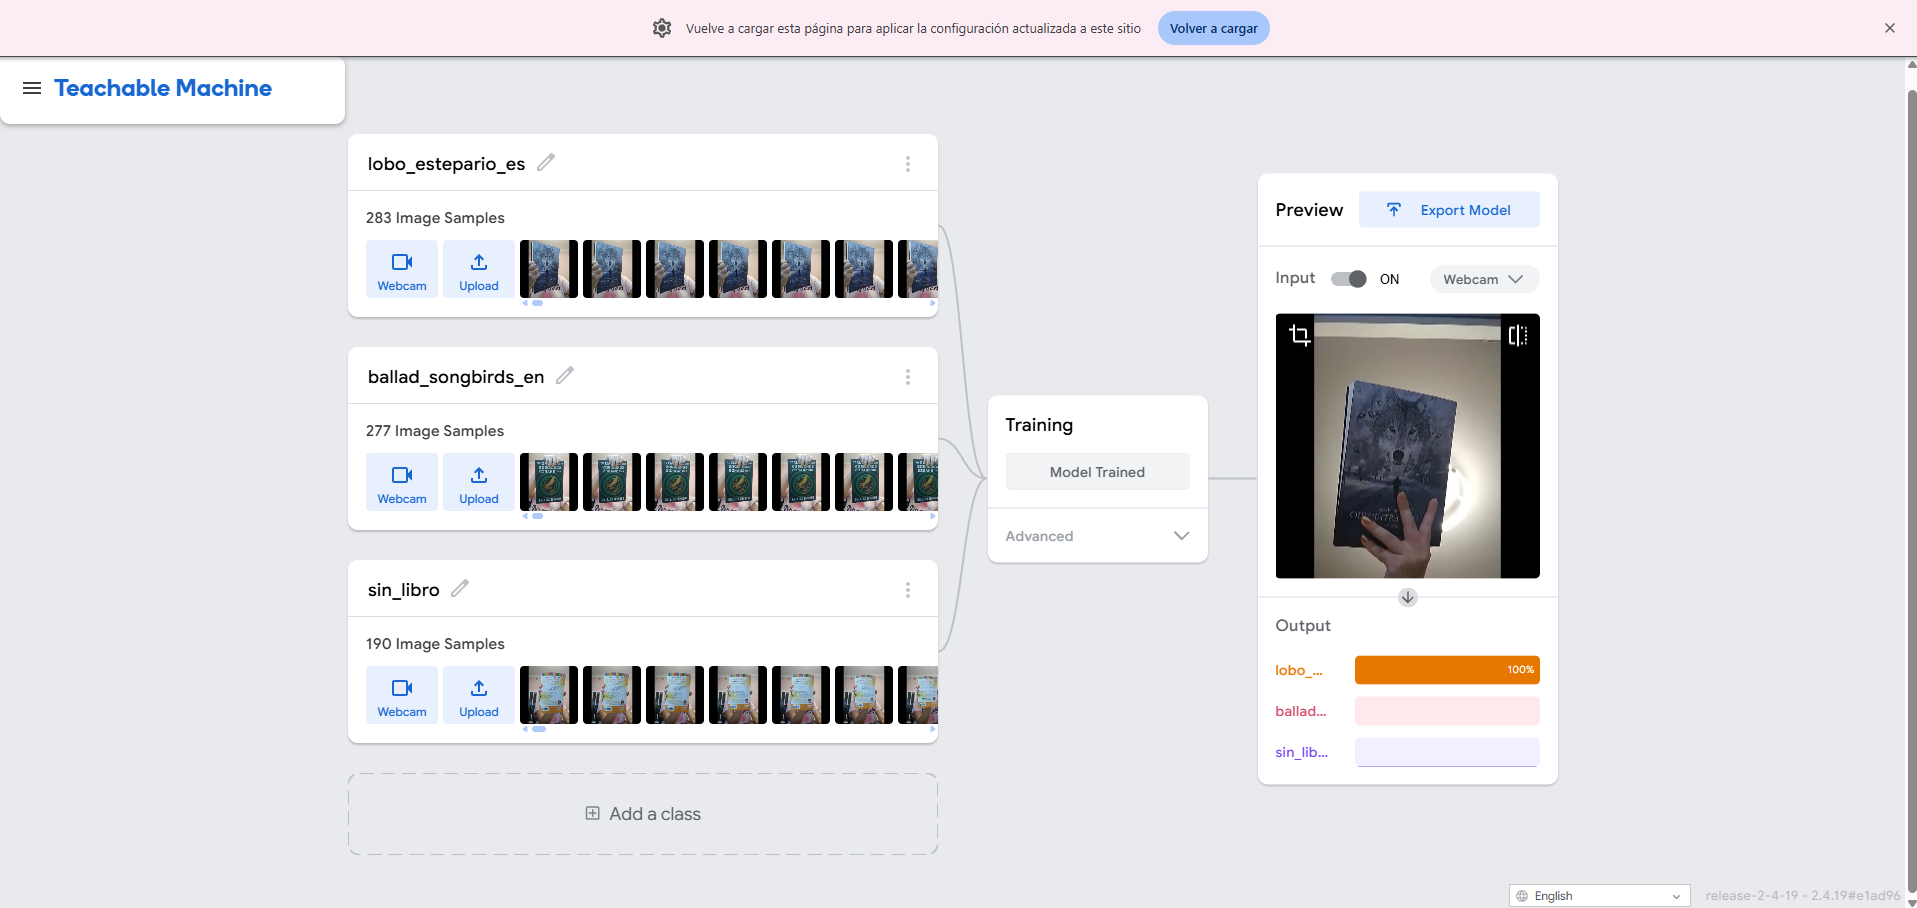 Vuelve a cargar esta página para aplicar la configuración actualizada a este sitio
Volver a cargar
Teachable Machine
lobo_estepario_es
283 Image Samples
Webcam
Upload
ballad_songbirds_en
277 Image Samples
Webcam
Upload
sin_libro
190 Image Samples
Webcam
Upload
Add a class
Training
Model Trained
Advanced
Preview
Export Model
Input
ON
Webcam
Output
lobo_...
100%
ballad...
sin_lib...
English
release-2-4-19 - 2.4.19#e1ad96